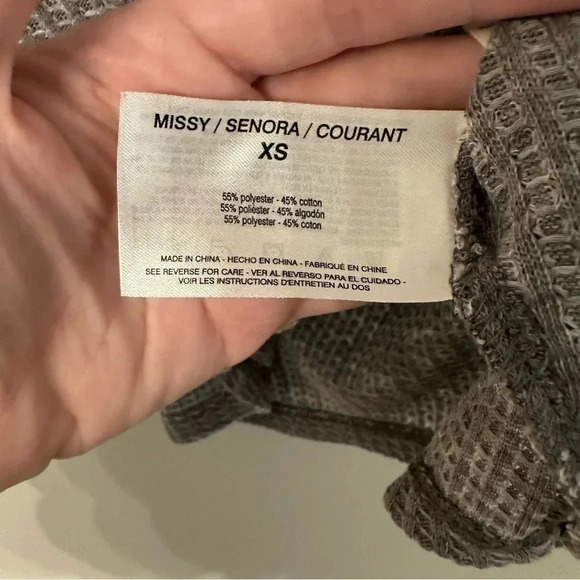 MISSY / SENORA / COURANT
XS
55% polyester - 45% cotton
55% poliéster - 45% algodón
55% polyester - 45% coton
MADE IN CHINA - HECHO EN CHINA - FABRIQUÉ EN CHINE
SEE REVERSE FOR CARE - VER AL REVERSO PARA EL CUIDADO -
VOIR LES INSTRUCTIONS D'ENTRETIEN AU DOS